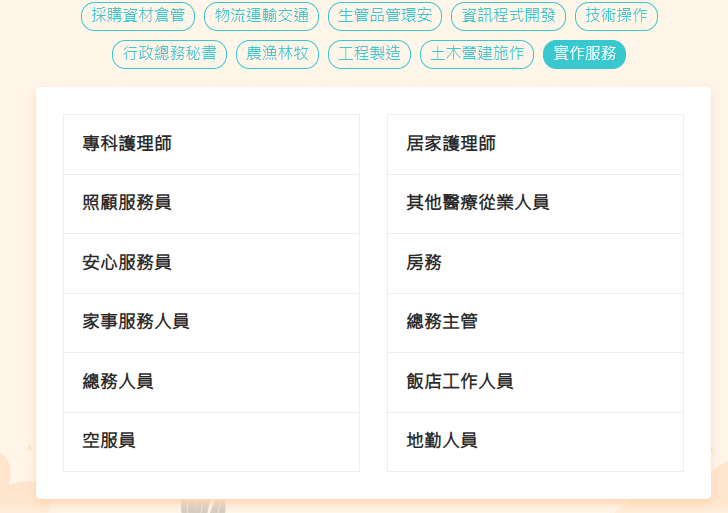 採購資材倉管 物流運輸交通 生管品管環安 資訊程式開發 技術操作
行政總務秘書 農漁林牧 工程製造 土木營建施作 實作服務
專科護理師 居家護理師
照顧服務員 其他醫療從業人員
安心服務員 房務
家事服務人員 總務主管
總務人員 飯店工作人員
空服員 地勤人員